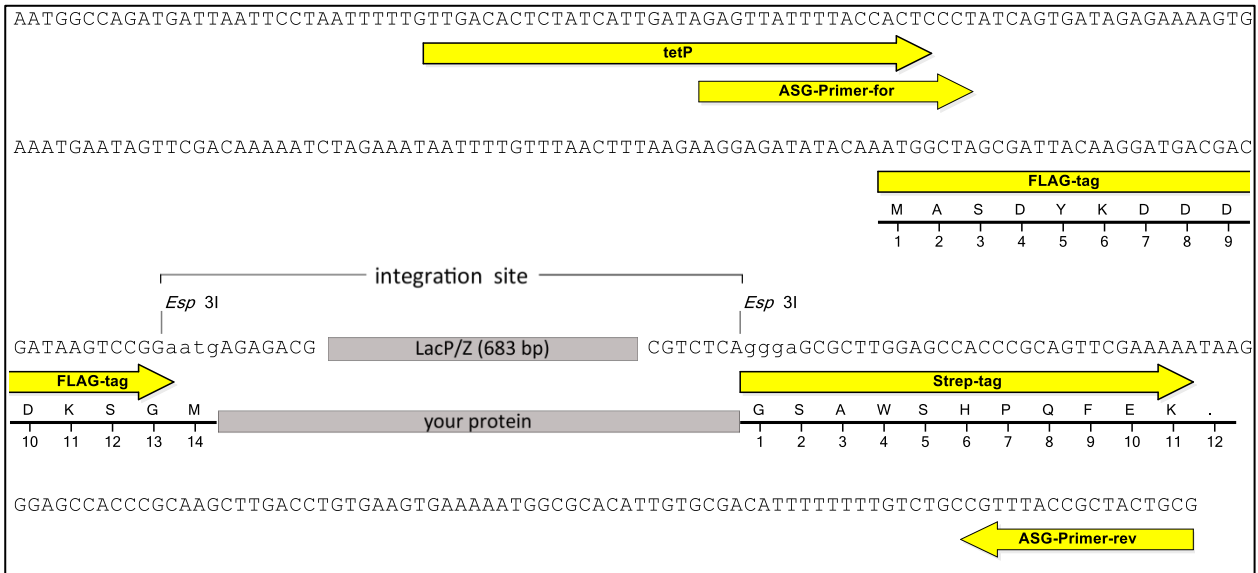 AATGGCCAGATGATTAATTCCTAATTTTTGTTGACACTCTATCATTGATAGAGTTATTTTACCACTCCCTATCAGTGATAGAGAAAAGTG
tetP
ASG-Primer-for
AAATGAATAGTTCGACAAAAATCTAGAAATAATTTTGTTTAACTTTAAGAAGGAGATATACAAATGGCTAGCGATTACAAGGATGACGAC
FLAG-tag
M A S D Y K D D D
1 2 3 4 5 6 7 8 9
integration site
Esp 3I Esp 3I
GATAAGTCCGGaatgAGAGACG LacP/Z (683 bp) CGTCTCAgggaGCGCTTGGAGCCACCCGCAGTTCGAAAAATAAG
FLAG-tag Strep-tag
D K S G M your protein G S A W S H P Q F E K .
10 11 12 13 14 1 2 3 4 5 6 7 8 9 10 11 12
GGAGCCACCCGCAAGCTTGACCTGTGAAGTGAAAAATGGCGCACATTGTGCGACATTTTTTTTGTCTGCCGTTTACCGCTACTGCG
ASG-Primer-rev